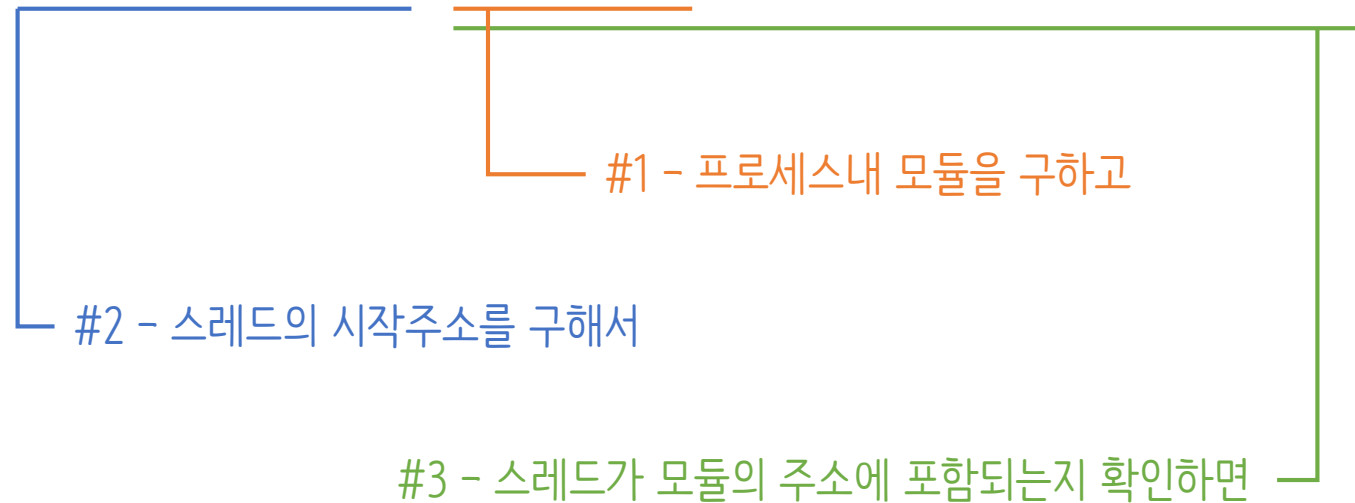 #1 - 프로세스내 모듈을 구하고
#2 - 스레드의 시작주소를 구해서
#3 - 스레드가 모듈의 주소에 포함되는지 확인하면